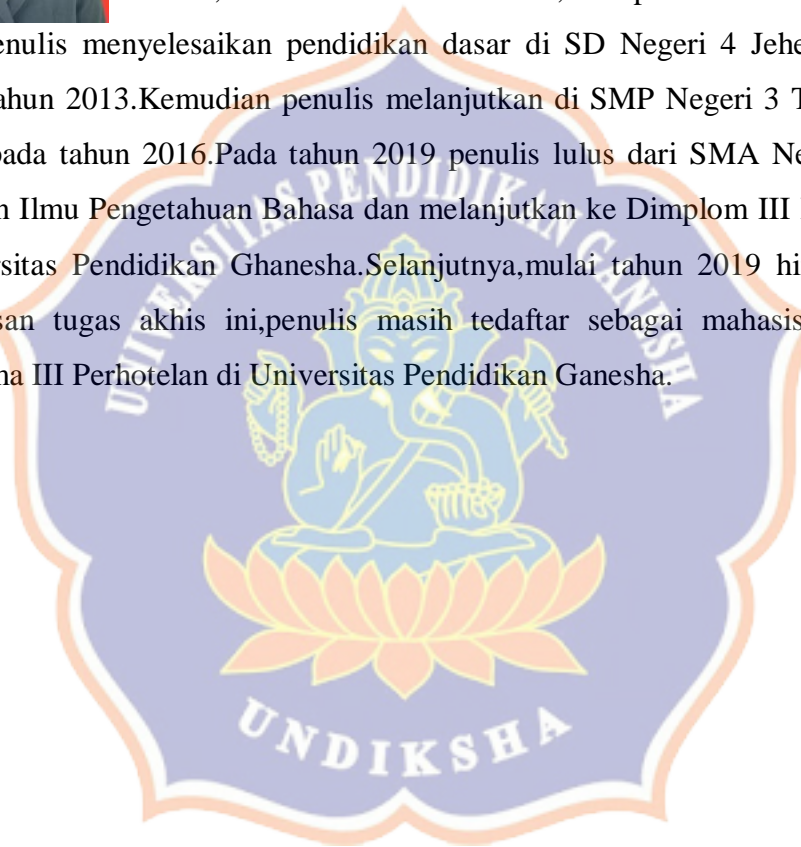 enulis menyelesaikan pendidikan dasar di SD Negeri 4 Jehe
ahun 2013.Kemudian penulis melanjutkan di SMP Negeri 3 T
pada tahun 2016.Pada tahun 2019 penulis lulus dari SMA Ne
n Ilmu Pengetahuan Bahasa dan melanjutkan ke Dimplom III
rsitas Pendidikan Ghanesha.Selanjutnya,mulai tahun 2019 hi
san tugas akhis ini,penulis masih tedaftar sebagai mahasis
na III Perhotelan di Universitas Pendidikan Ganesha.
UNIVERSITAS PENDIDIKAN GANESHA
UNDIKSHA